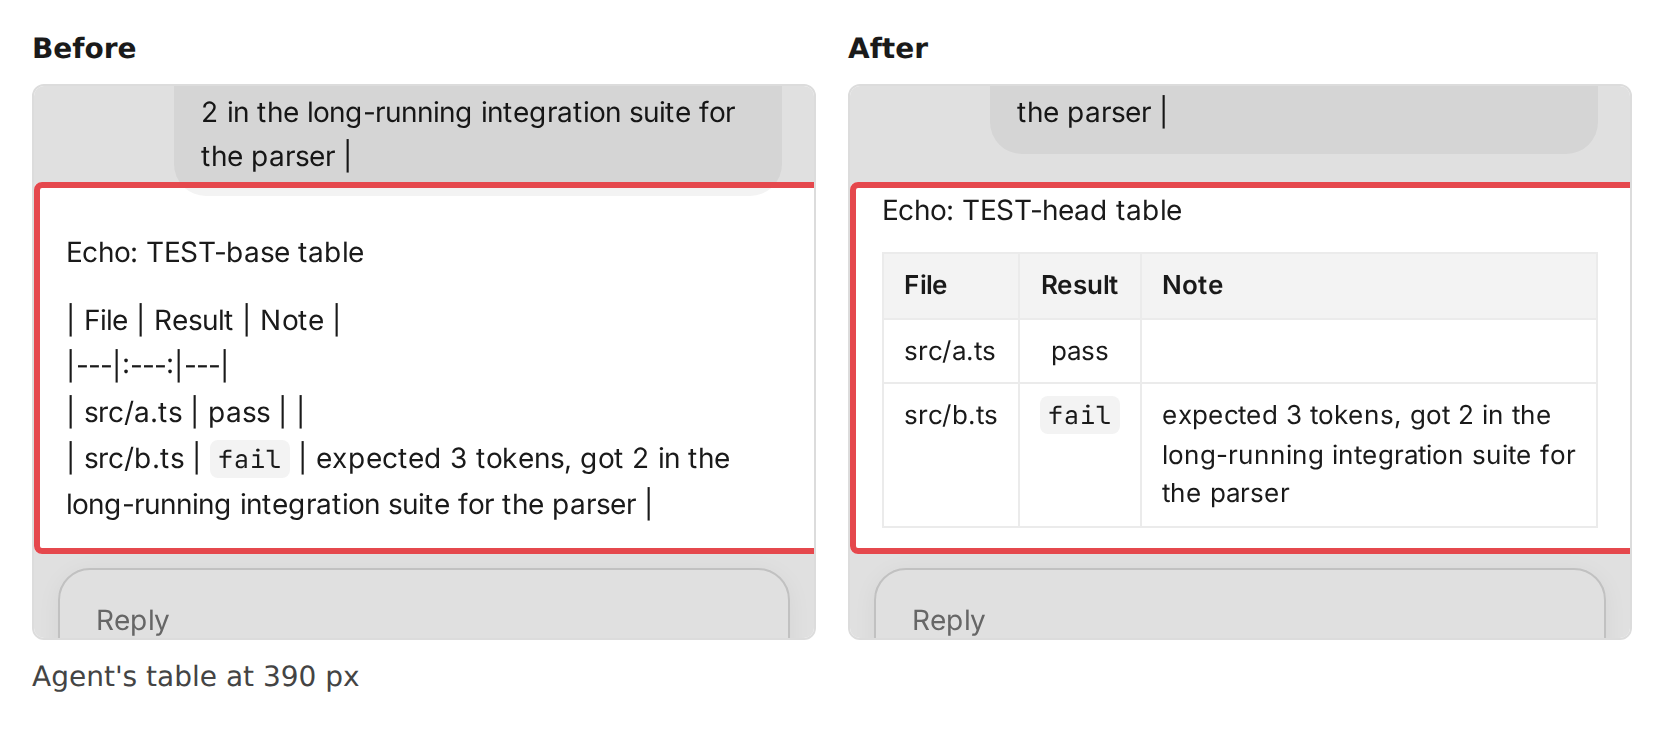 Before
2 in the long-running integration suite for
the parser |
Echo: TEST-base table
| File | Result | Note |
|---|:---:|---|
| src/a.ts | pass | |
| src/b.ts | fail | expected 3 tokens, got 2 in the
long-running integration suite for the parser |
Reply
Agent's table at 390 px
After
the parser |
Echo: TEST-head table
File Result Note
src/a.ts pass
src/b.ts fail expected 3 tokens, got 2 in the
long-running integration suite for
the parser
Reply